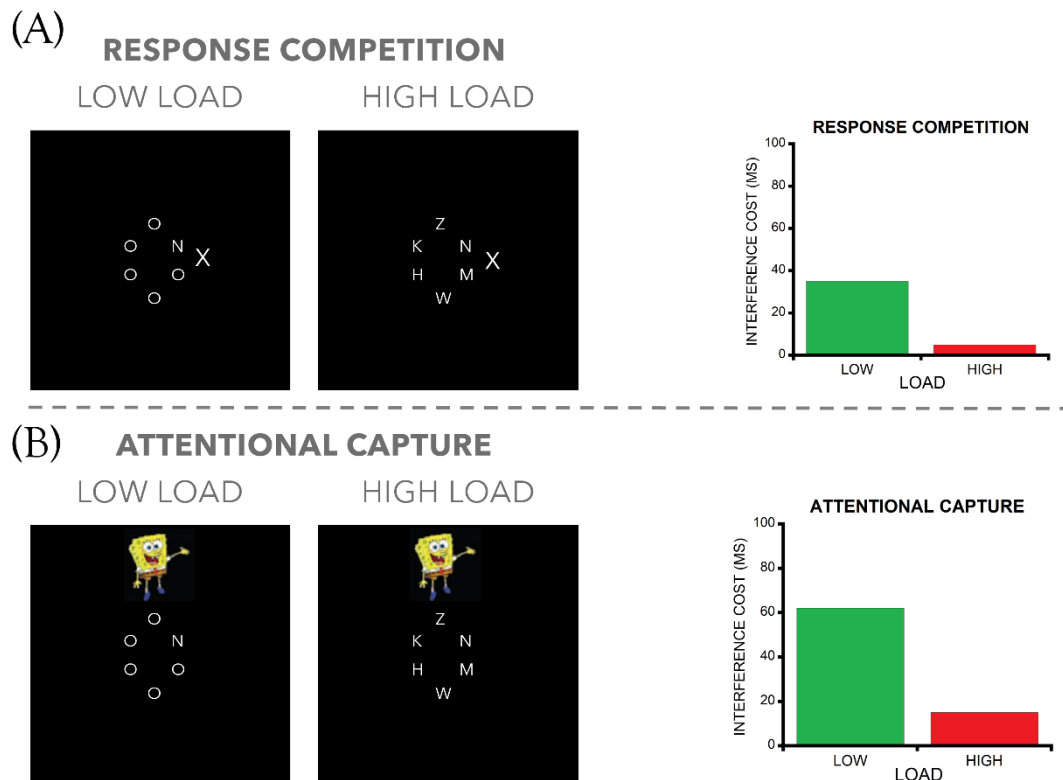 (A)
RESPONSE COMPETITION
LOW LOAD
HIGH LOAD
O
O N X
O O
O
Z
K N X
H M
W
RESPONSE COMPETITION
INTERFERENCE COST (MS)
100
80
60
40
20
0
LOW HIGH
LOAD
(B)
ATTENTIONAL CAPTURE
LOW LOAD
HIGH LOAD
O
O N
O O
O
Z
K N
H M
W
ATTENTIONAL CAPTURE
INTERFERENCE COST (MS)
100
80
60
40
20
0
LOW HIGH
LOAD